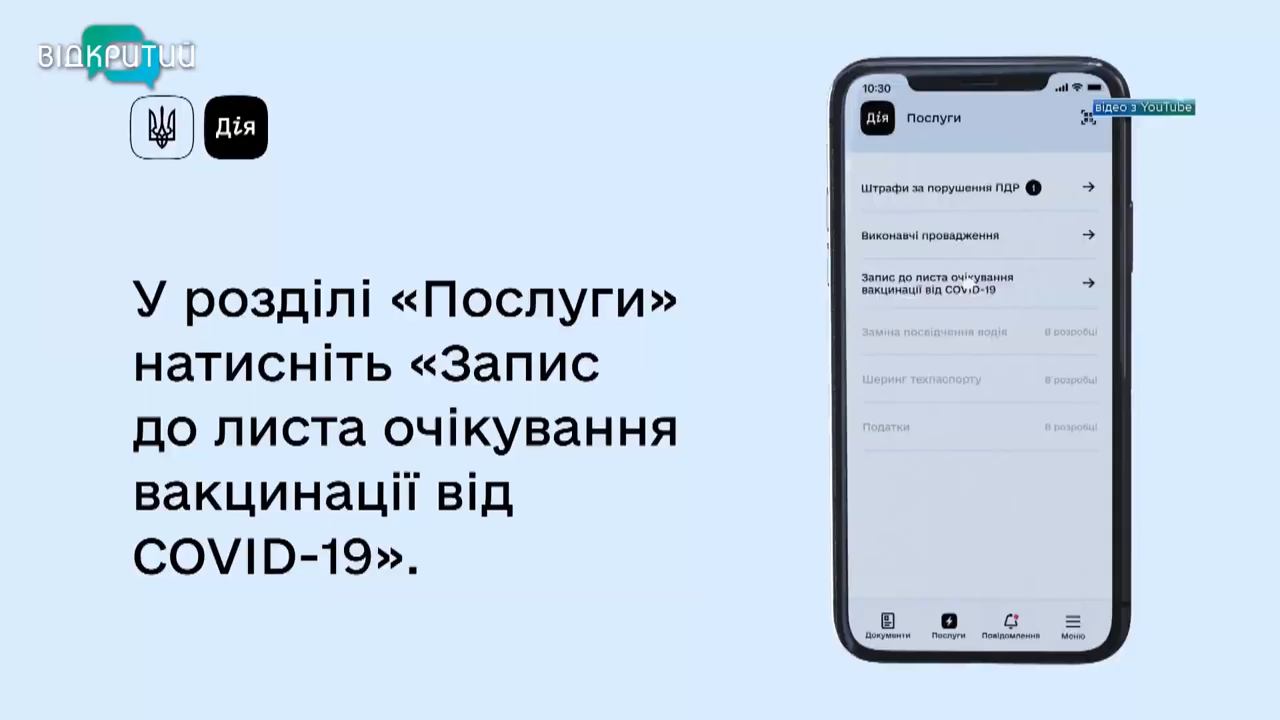 ВІДКРИТИЙ
Дія
У розділі «Послуги»
натисніть «Запис
до листа очікування
вакцинації від
COVID-19».
10:30
відео з YouTube
Дія Послуги
Штрафи за порушення ПДР 1
Виконавчі провадження
Запис до листа очікування
вакцинації від COVID-19
Заміна посвідчення водія В розробці
Шеринг техпаспорту В розробці
Податки В розробці
Документи Послуги Повідомлення Меню